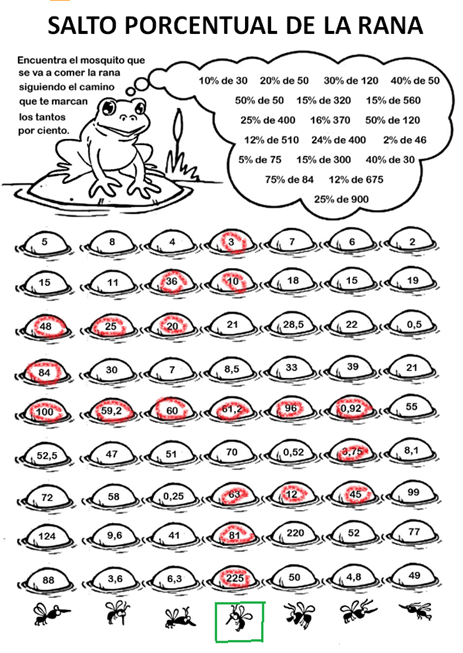 SALTO PORCENTUAL DE LA RANA
Encuentra el mosquito que
se va a comer la rana
siguiendo el camino
que te marcan
los tantos
por ciento.
10% de 30 20% de 50 30% de 120 40% de 50
50% de 50 15% de 320 15% de 560
25% de 400 16% 370 50% de 120
12% de 510 24% de 400 2% de 46
5% de 75 15% de 300 40% de 30
75% de 84 12% de 675
25% de 900
5 8 4 3 7 6 2
15 11 36 10 18 15 19
48 25 20 21 28,5 22 0,5
84 30 7 8,5 33 39 21
100 59,2 60 61,2 96 0,92 55
52,5 47 51 70 0,52 3,75 8,1
72 58 0,25 63 12 45 99
124 9,6 41 81 220 52 77
88 3,6 6,3 225 50 4,8 49